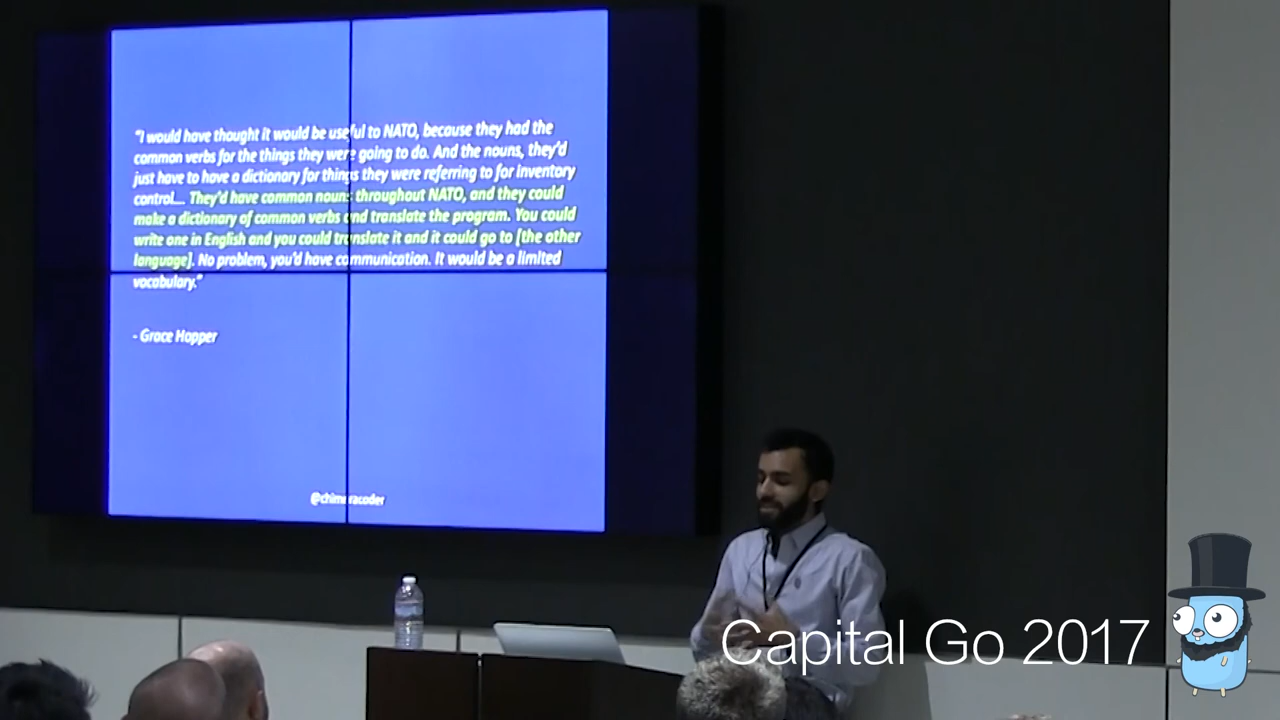 “I would have thought it would be useful to NATO, because they had the
common verbs for the things they were going to do. And the nouns, they’d
just have to have a dictionary for things they were referring to for inventory
control... They’d have common nouns throughout NATO, and they could
make a dictionary of common verbs and translate the program. You could
write one in English and you could translate it and it could go to [the other
language]. No problem, you’d have communication. It would be a limited
vocabulary.”
- Grace Hopper
@chimeracoder
Capital Go 2017